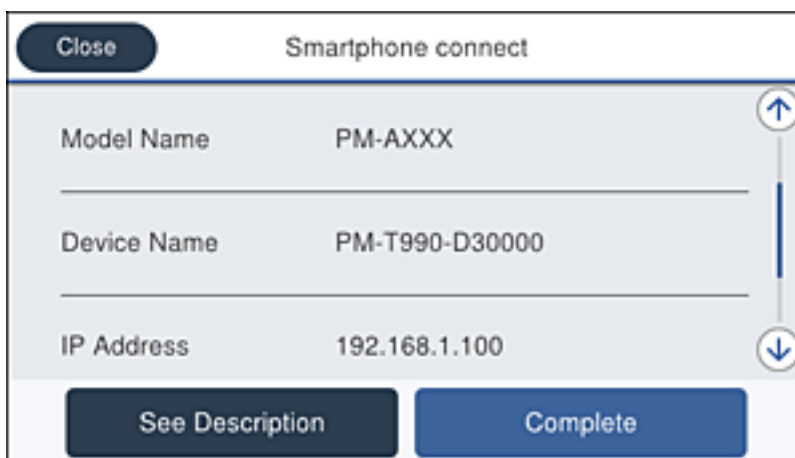 Close Smartphone connect
Model Name PM-AXXX
Device Name PM-T990-D30000
IP Address 192.168.1.100
See Description Complete